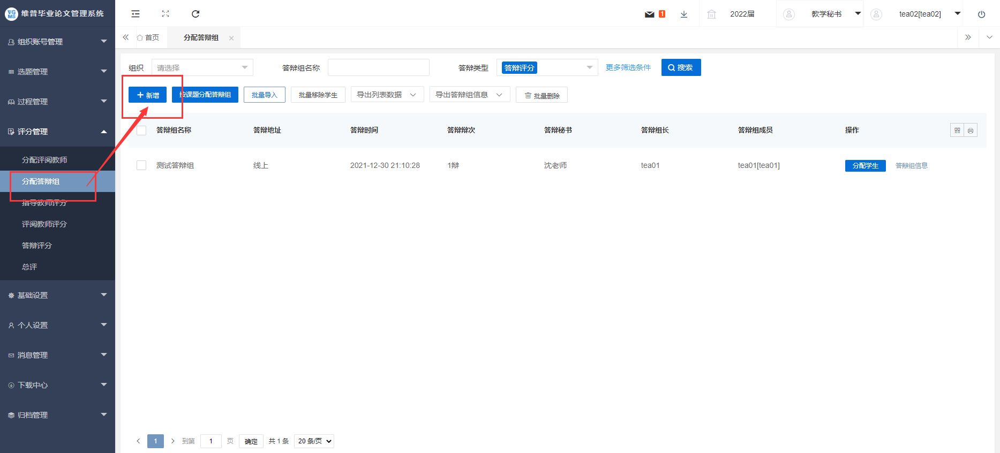 VG
MS
维普毕业论文管理系统
1
2022届
教学秘书
tea02[tea02]
首页
分配答辩组
组织账号管理
选题管理
过程管理
评分管理
分配评阅教师
分配答辩组
指导教师评分
评阅教师评分
答辩评分
总评
基础设置
个人设置
消息管理
下载中心
归档管理
组织 请选择 答辩组名称 答辩类型 答辩评分 更多筛选条件 搜索
新增 按课题分配答辩组 批量导入 批量移除学生 导出列表数据 导出答辩组信息 批量删除
答辩组名称 答辩地址 答辩时间 答辩辩次 答辩秘书 答辩组长 答辩组成员 操作
测试答辩组 线上 2021-12-30 21:10:28 1辩 沈老师 tea01 tea01[tea01] 分配学生 答辩组信息
1 到第 1 页 确定 共 1 条 20 条/页